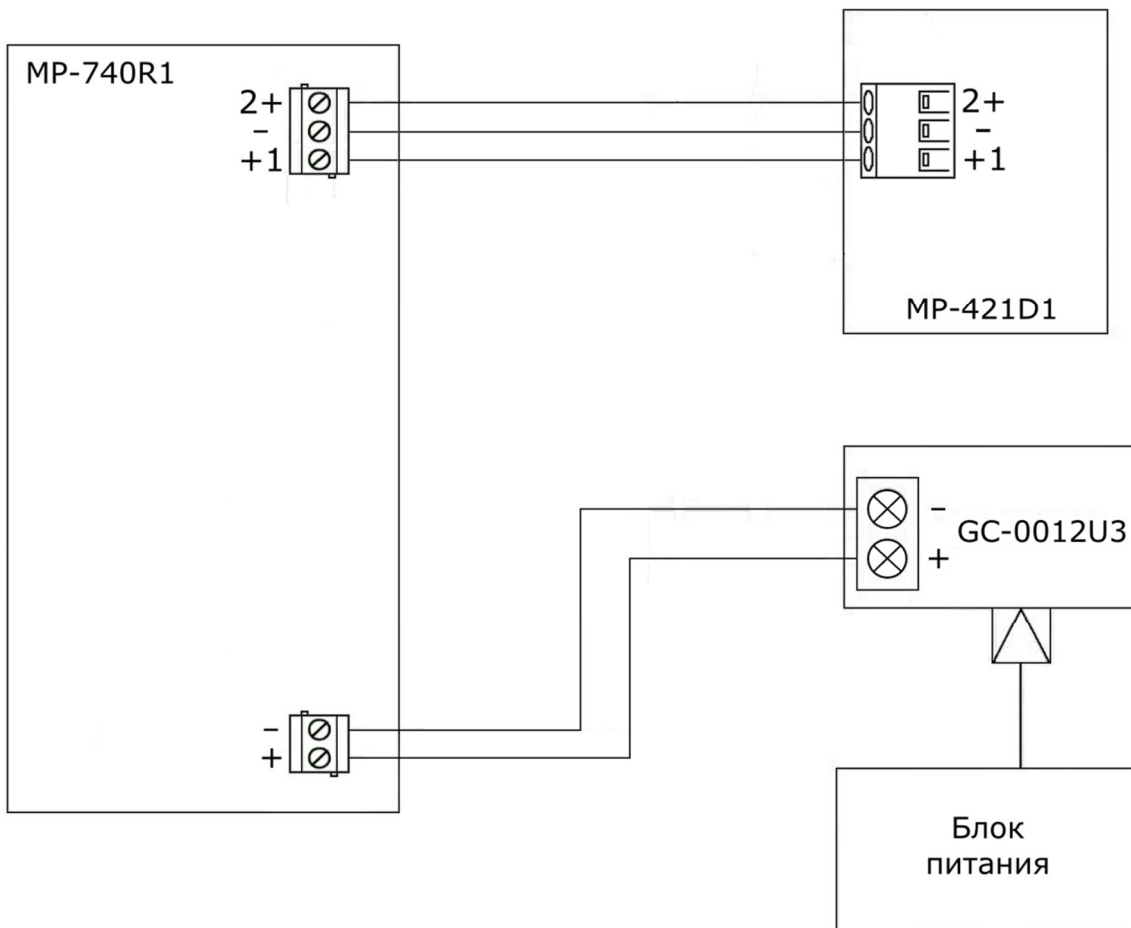 MP-740R1
2+
–
+1
2+
–
+1
MP-421D1
–
+
GC-0012U3
–
+
Блок
питания